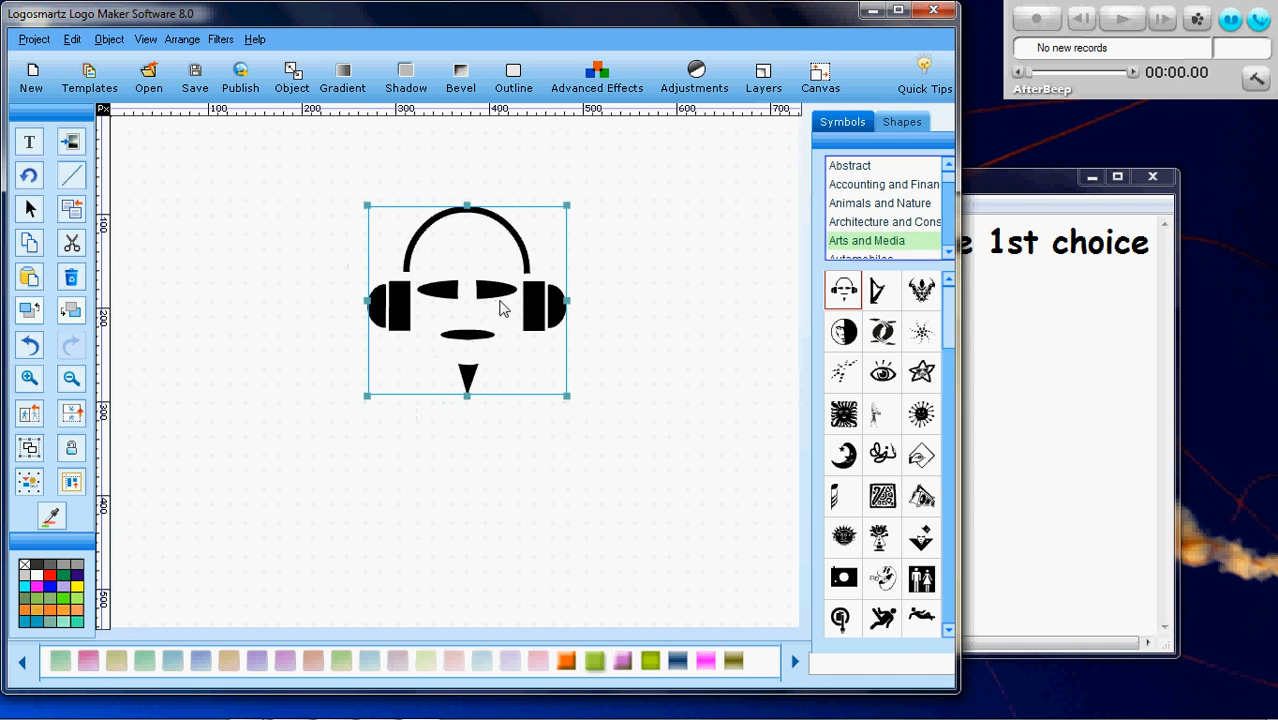 Logosmartz Logo Maker Software 8.0
Project Edit Object View Arrange Filters Help
New Templates Open Save Publish Object Gradient Shadow Bevel Outline Advanced Effects Adjustments Layers Canvas Quick Tips
Px 100 200 300 400 500 600 700
100
200
300
400
500
T
Symbols Shapes
Abstract
Accounting and Finan
Animals and Nature
Architecture and Cons
Arts and Media
Automobiles
No new records
00:00.00
AfterBeep
e 1st choice